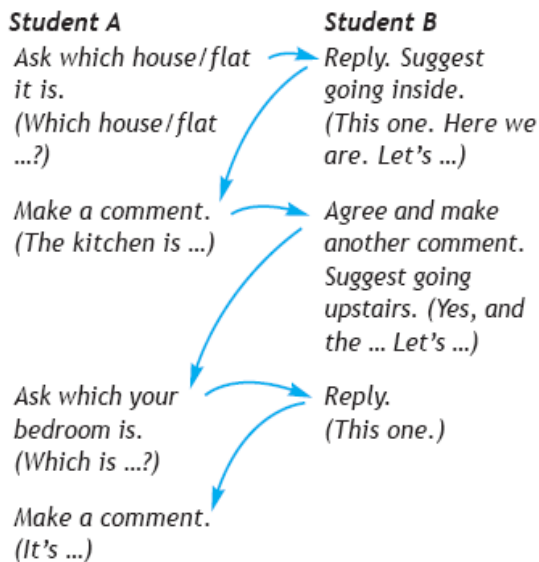 Student A
Ask which house/flat
it is.
(Which house/flat
...?)
Student B
Reply. Suggest
going inside.
(This one. Here we
are. Let's ...)
Make a comment.
(The kitchen is ...)
Agree and make
another comment.
Suggest going
upstairs. (Yes, and
the ... Let's ...)
Ask which your
bedroom is.
(Which is ...?)
Reply.
(This one.)
Make a comment.
(It's ...)